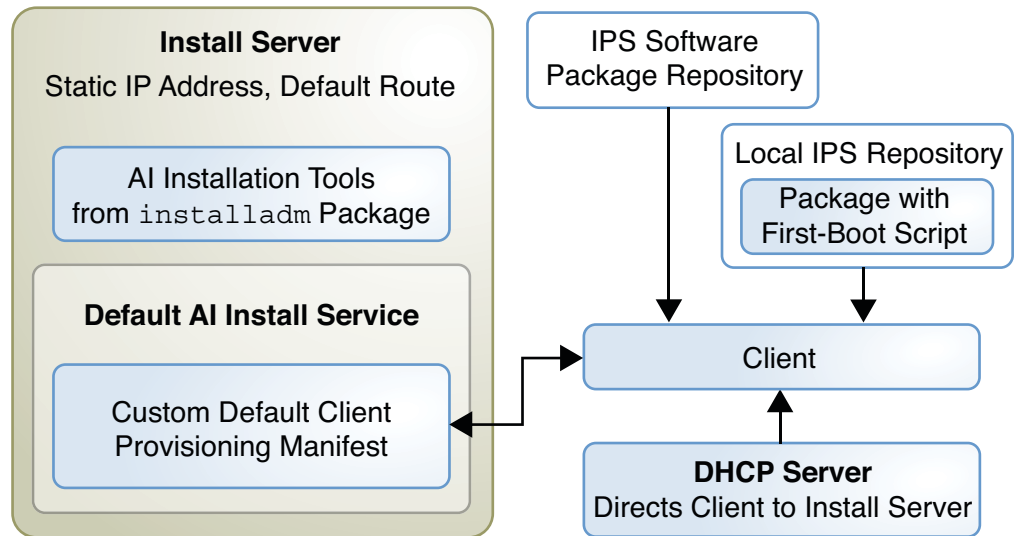 Install Server
Static IP Address, Default Route
AI Installation Tools
from installadm Package
Default AI Install Service
Custom Default Client
Provisioning Manifest
IPS Software
Package Repository
Local IPS Repository
Package with
First-Boot Script
Client
DHCP Server
Directs Client to Install Server